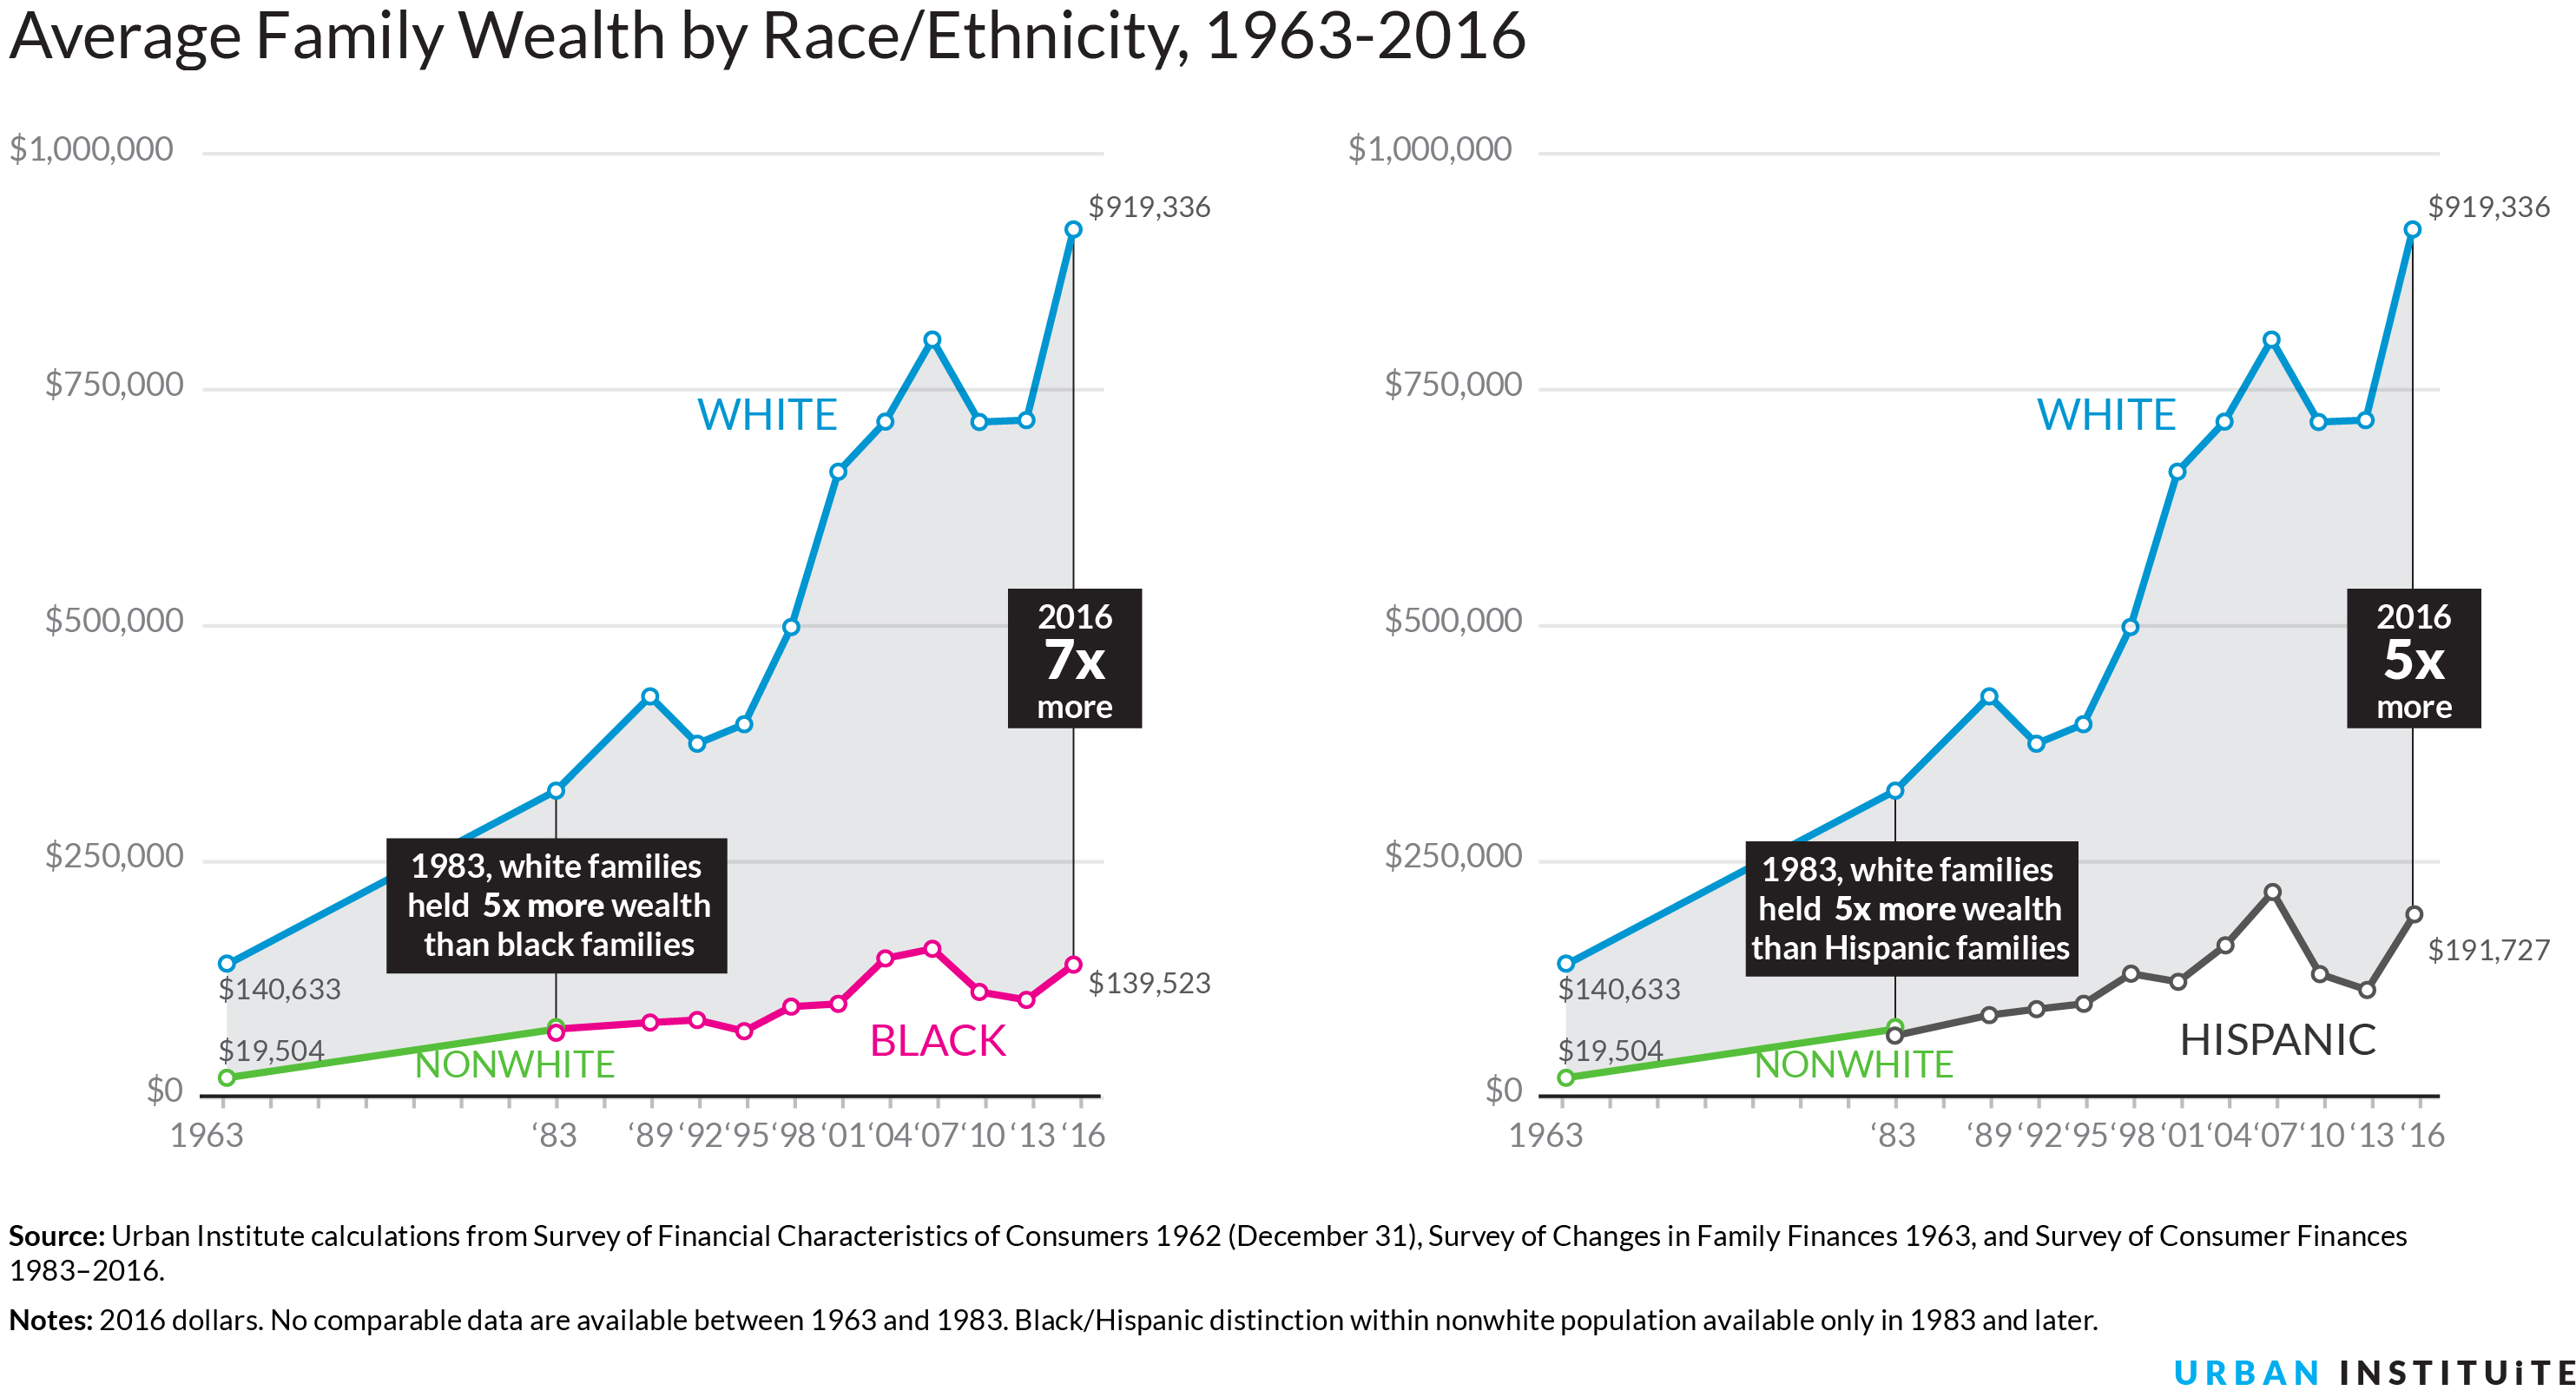 Average Family Wealth by Race/Ethnicity, 1963-2016
$1,000,000
$750,000
$500,000
$250,000
$0
$919,336
WHITE
2016
7x
more
1983, white families
held 5x more wealth
than black families
$140,633
$19,504
NONWHITE
BLACK
$139,523
1963 ‘83 ‘89 ‘92 ‘95 ‘98 ‘01 ‘04 ‘07 ‘10 ‘13 ‘16
$1,000,000
$750,000
$500,000
$250,000
$0
$919,336
WHITE
2016
5x
more
1983, white families
held 5x more wealth
than Hispanic families
$140,633
$19,504
NONWHITE
HISPANIC
$191,727
1963 ‘83 ‘89 ‘92 ‘95 ‘98 ‘01 ‘04 ‘07 ‘10 ‘13 ‘16
Source: Urban Institute calculations from Survey of Financial Characteristics of Consumers 1962 (December 31), Survey of Changes in Family Finances 1963, and Survey of Consumer Finances
1983–2016.
Notes: 2016 dollars. No comparable data are available between 1963 and 1983. Black/Hispanic distinction within nonwhite population available only in 1983 and later.
URBAN INSTITUiTE